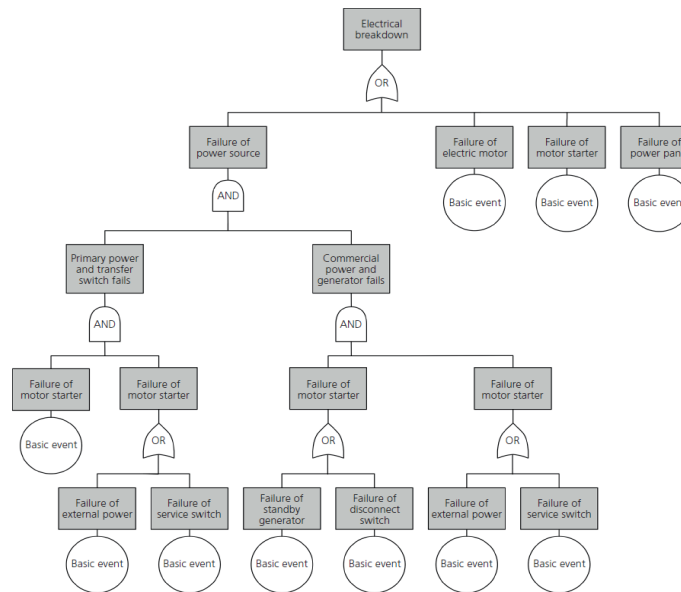 Electrical
breakdown
OR
Failure of
power source
Failure of
electric motor
Failure of
motor starter
Failure of
power pan
AND
Basic event
Basic event
Basic event
Primary power
and transfer
switch fails
Commercial
power and
generator fails
AND
AND
Failure of
motor starter
Failure of
motor starter
Failure of
motor starter
Failure of
motor starter
Basic event
OR
OR
OR
Failure of
external power
Failure of
service switch
Failure of
standby
generator
Failure of
disconnect
switch
Failure of
external power
Failure of
service switch
Basic event
Basic event
Basic event
Basic event
Basic event
Basic event